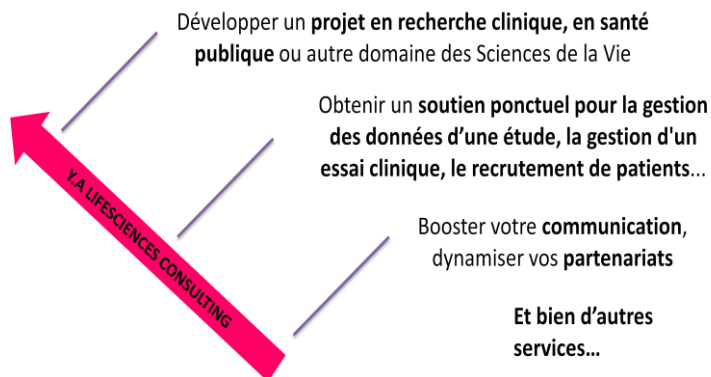 Développer un projet en recherche clinique, en santé
publique ou autre domaine des Sciences de la Vie
Obtenir un soutien ponctuel pour la gestion
des données d’une étude, la gestion d'un
essai clinique, le recrutement de patients...
Y.A LIFESCIENCES CONSULTING
Booster votre communication,
dynamiser vos partenariats
Et bien d’autres
services...